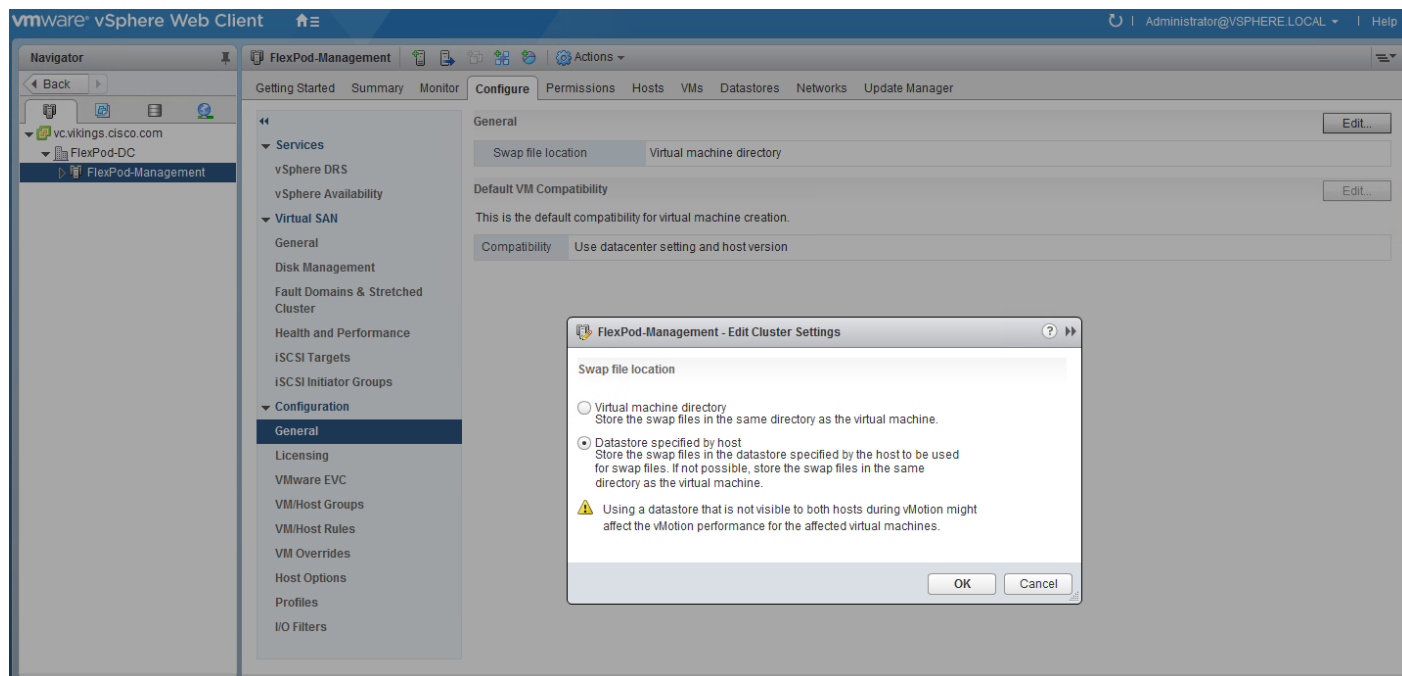 vmware® vSphere Web Client
Administrator@VSPHERE.LOCAL
Help
Navigator
Back
vc.vikings.cisco.com
FlexPod-DC
FlexPod-Management
FlexPod-Management
Actions
Getting Started Summary Monitor Configure Permissions Hosts VMs Datastores Networks Update Manager
Services
vSphere DRS
vSphere Availability
Virtual SAN
General
Disk Management
Fault Domains & Stretched
Cluster
Health and Performance
iSCSI Targets
iSCSI Initiator Groups
Configuration
General
Licensing
VMware EVC
VM/Host Groups
VM/Host Rules
VM Overrides
Host Options
Profiles
I/O Filters
General
Edit...
Swap file location Virtual machine directory
Default VM Compatibility
Edit...
This is the default compatibility for virtual machine creation.
Compatibility Use datacenter setting and host version
FlexPod-Management - Edit Cluster Settings
?
Swap file location
Virtual machine directory
Store the swap files in the same directory as the virtual machine.
Datastore specified by host
Store the swap files in the datastore specified by the host to be used
for swap files. If not possible, store the swap files in the same
directory as the virtual machine.
Using a datastore that is not visible to both hosts during vMotion might
affect the vMotion performance for the affected virtual machines.
OK
Cancel